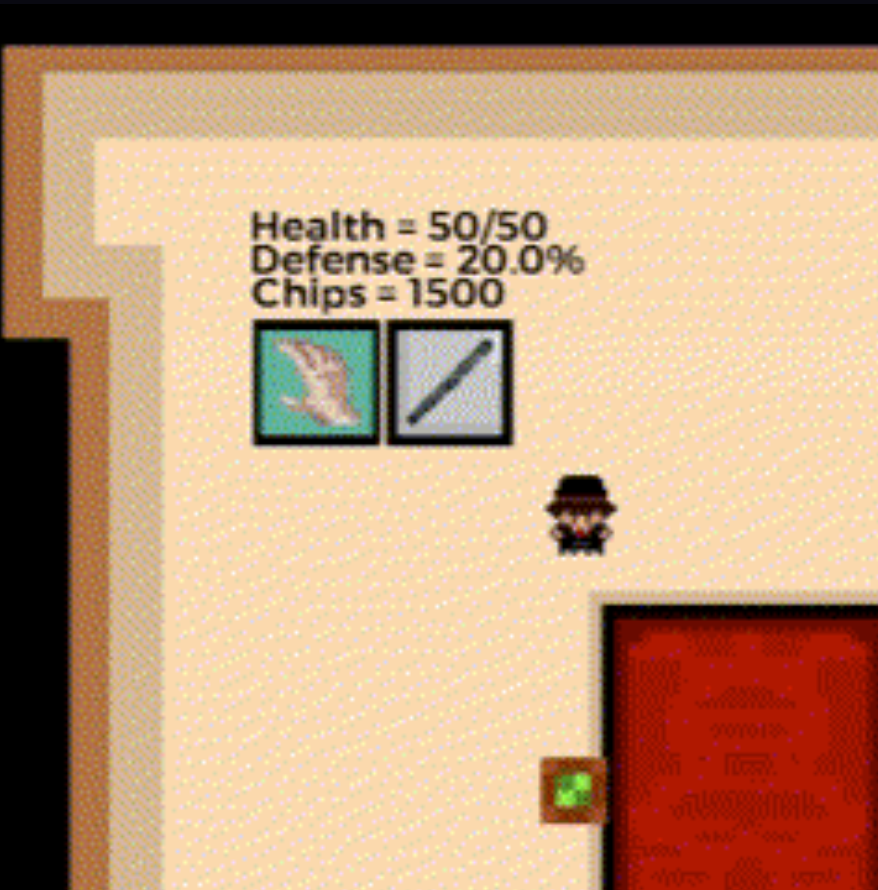 Health = 50/50
Defense = 20.0%
Chips = 1500